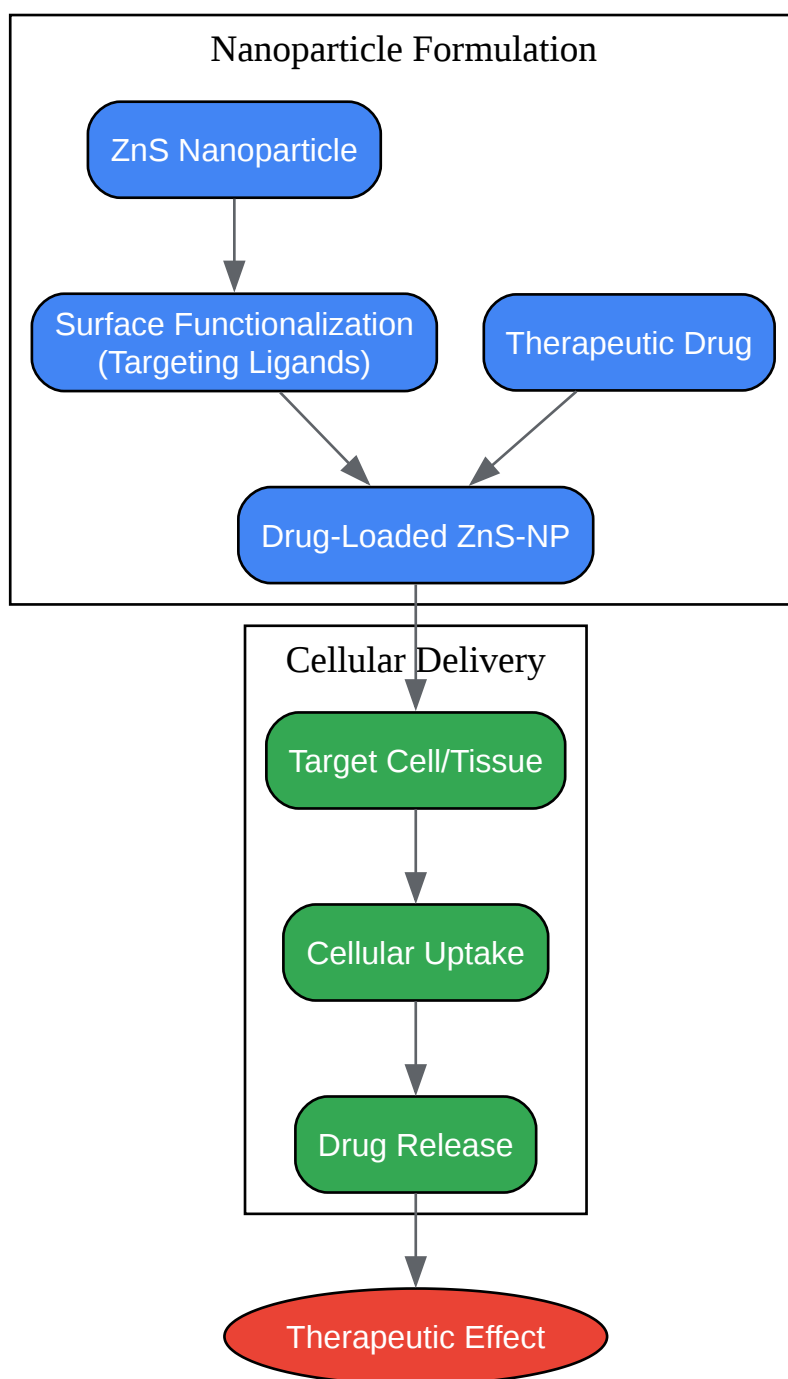 Nanoparticle Formulation
ZnS Nanoparticle
Surface Functionalization
(Targeting Ligands)
Therapeutic Drug
Drug-Loaded ZnS-NP
Cellular Delivery
Target Cell/Tissue
Cellular Uptake
Drug Release
Therapeutic Effect